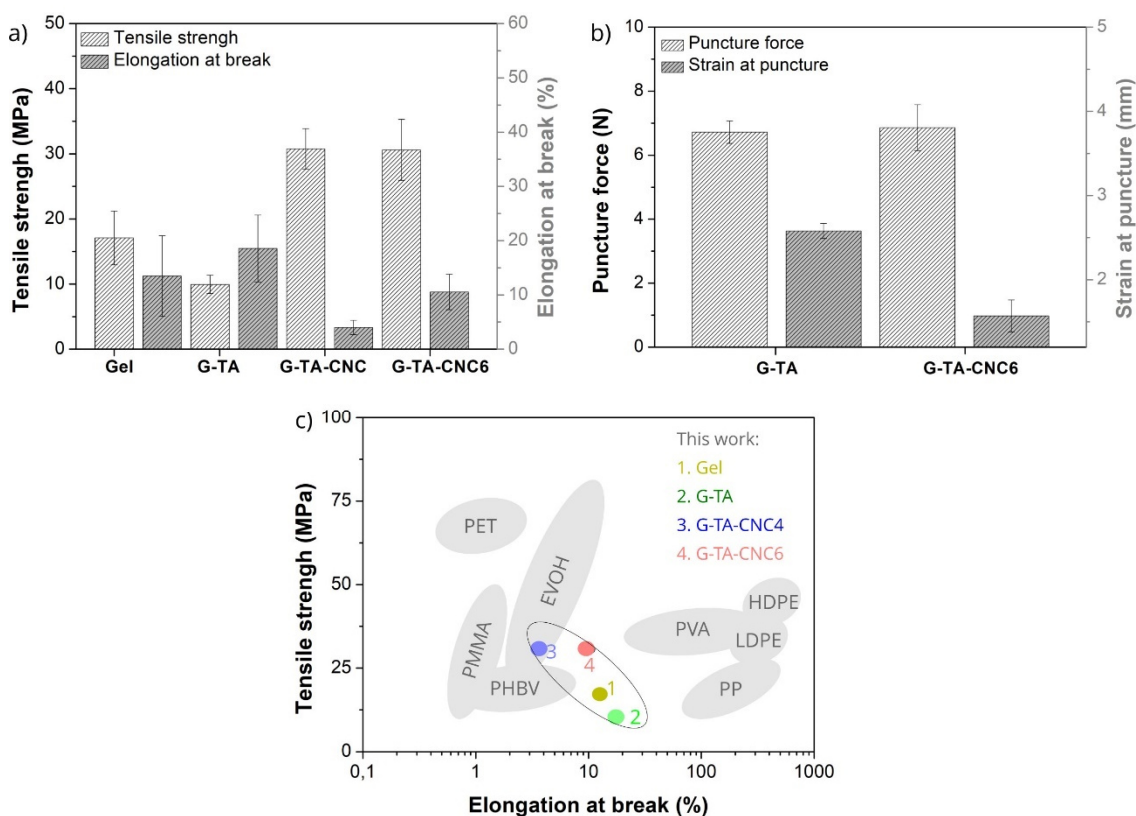 a)
50
40
30
20
10
0
Tensile strengh (MPa)
Tensile strengh
Elongation at break
60
50
40
30
20
10
0
Elongation at break (%)
Gel
G-TA
G-TA-CNC
G-TA-CNC6
b)
10
8
6
4
2
0
Puncture force (N)
Puncture force
Strain at puncture
5
4
3
2
Strain at puncture (mm)
G-TA
G-TA-CNC6
c)
100
75
50
25
0
Tensile strengh (MPa)
This work:
1. Gel
2. G-TA
3. G-TA-CNC4
4. G-TA-CNC6
PET
EVOH
PMMA
PHBV
HDPE
PVA
LDPE
PP
3
4
1
2
0,1
1
10
100
1000
Elongation at break (%)